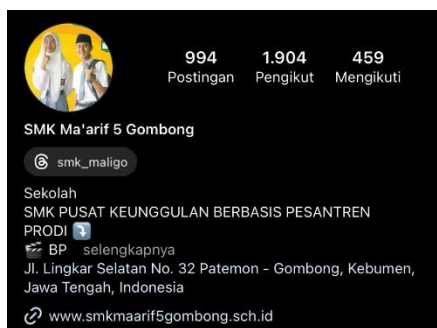 994 1.904 459
Postingan Pengikut Mengikuti
SMK Ma'arif 5 Gombong
smk_maligo
Sekolah
SMK PUSAT KEUNGGULAN BERBASIS PESANTREN
PRODI ⤵️
🎬 BP selengkapnya
Jl. Lingkar Selatan No. 32 Patemon - Gombong, Kebumen,
Jawa Tengah, Indonesia
www.smkmaarif5gombong.sch.id